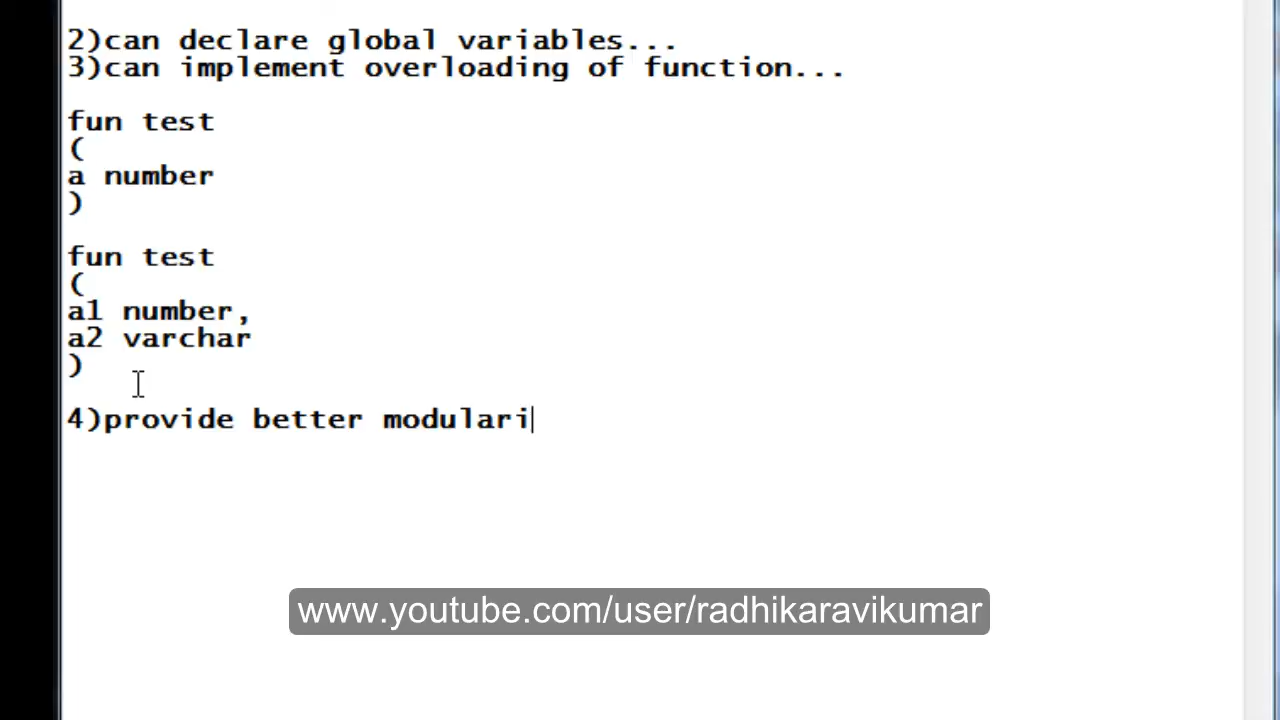 2)can declare global variables...
3)can implement overloading of function...
fun test
(
a number
)
fun test
(
a1 number,
a2 varchar
)
4)provide better modulari
www.youtube.com/user/radhikaravikumar